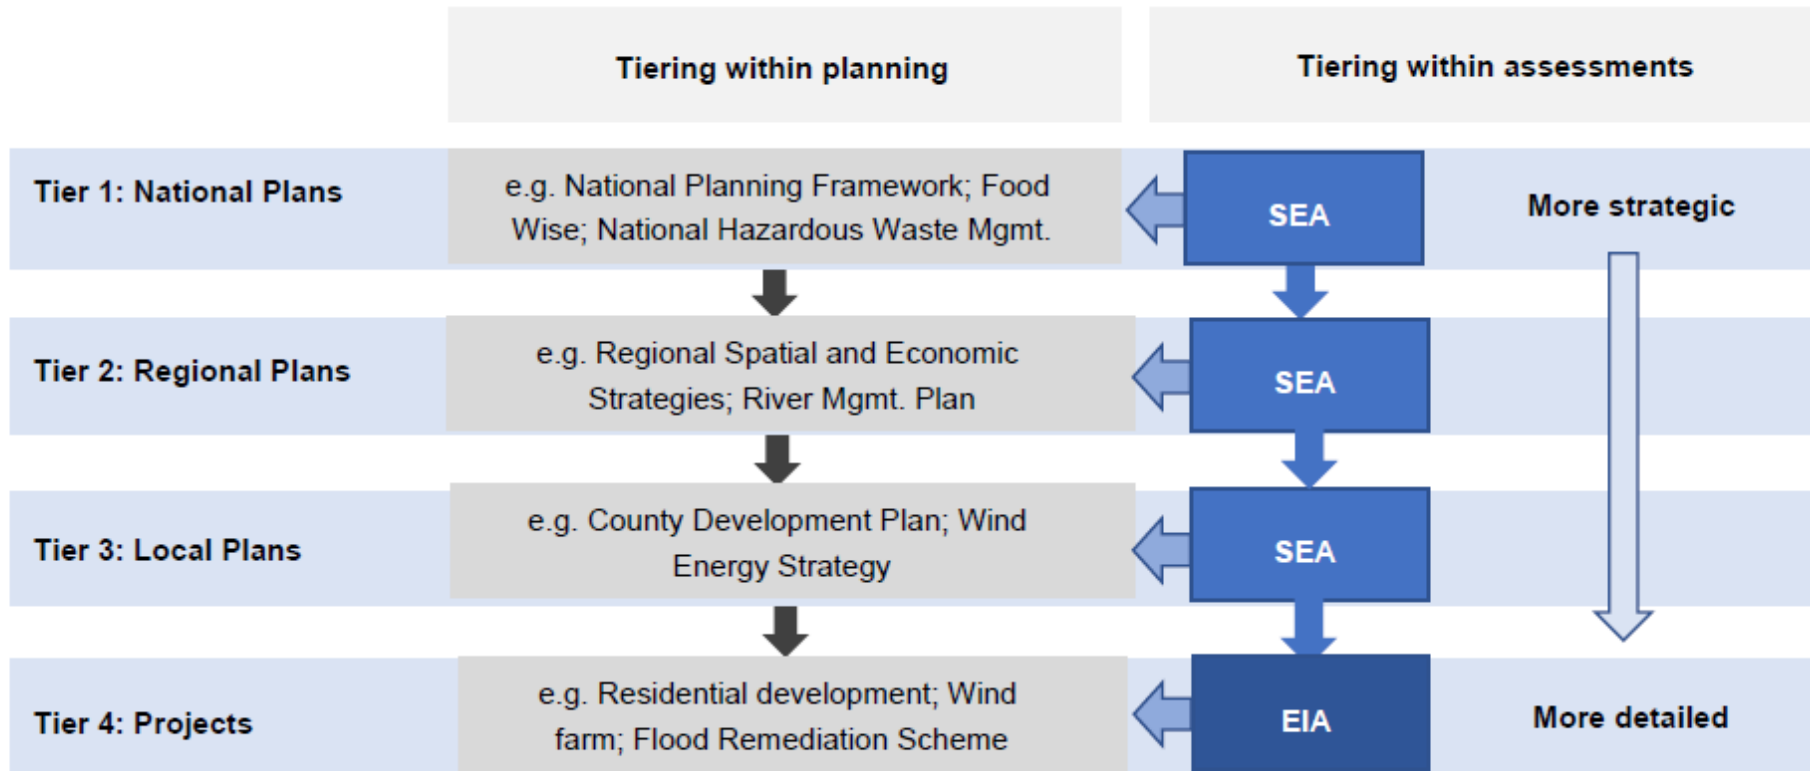 Tiering within planning
Tiering within assessments
Tier 1: National Plans
e.g. National Planning Framework; Food
Wise; National Hazardous Waste Mgmt.
SEA
More strategic
Tier 2: Regional Plans
e.g. Regional Spatial and Economic
Strategies; River Mgmt. Plan
SEA
Tier 3: Local Plans
e.g. County Development Plan; Wind
Energy Strategy
SEA
Tier 4: Projects
e.g. Residential development; Wind
farm; Flood Remediation Scheme
EIA
More detailed